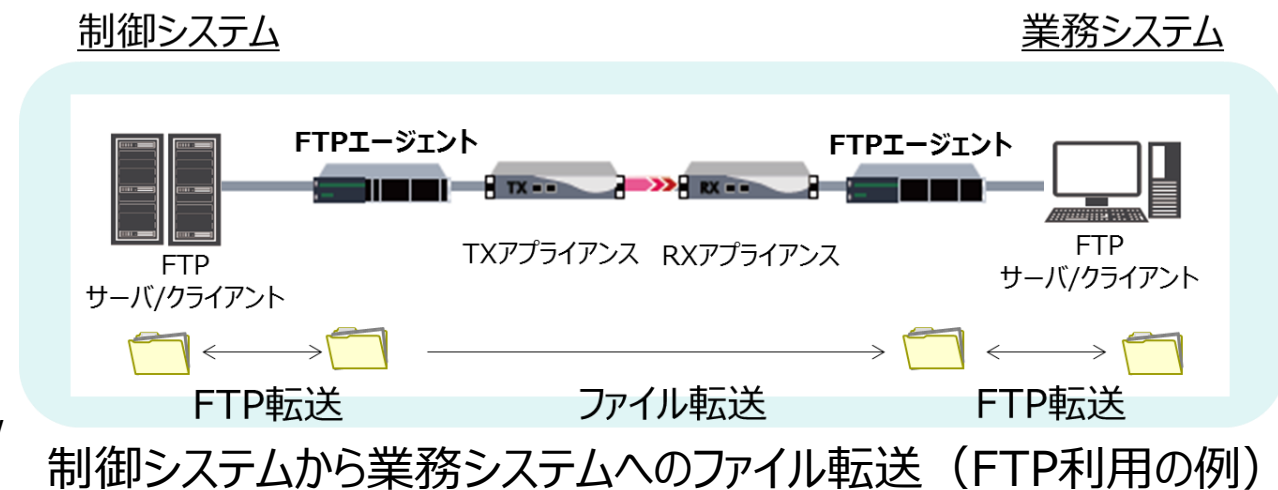 制御システム
業務システム
FTPエージェント
FTPエージェント
TX
RX
TXアプライアンス
RXアプライアンス
FTP
サーバ/クライアント
FTP
サーバ/クライアント
FTP転送
ファイル転送
FTP転送
制御システムから業務システムへのファイル転送（FTP利用の例）